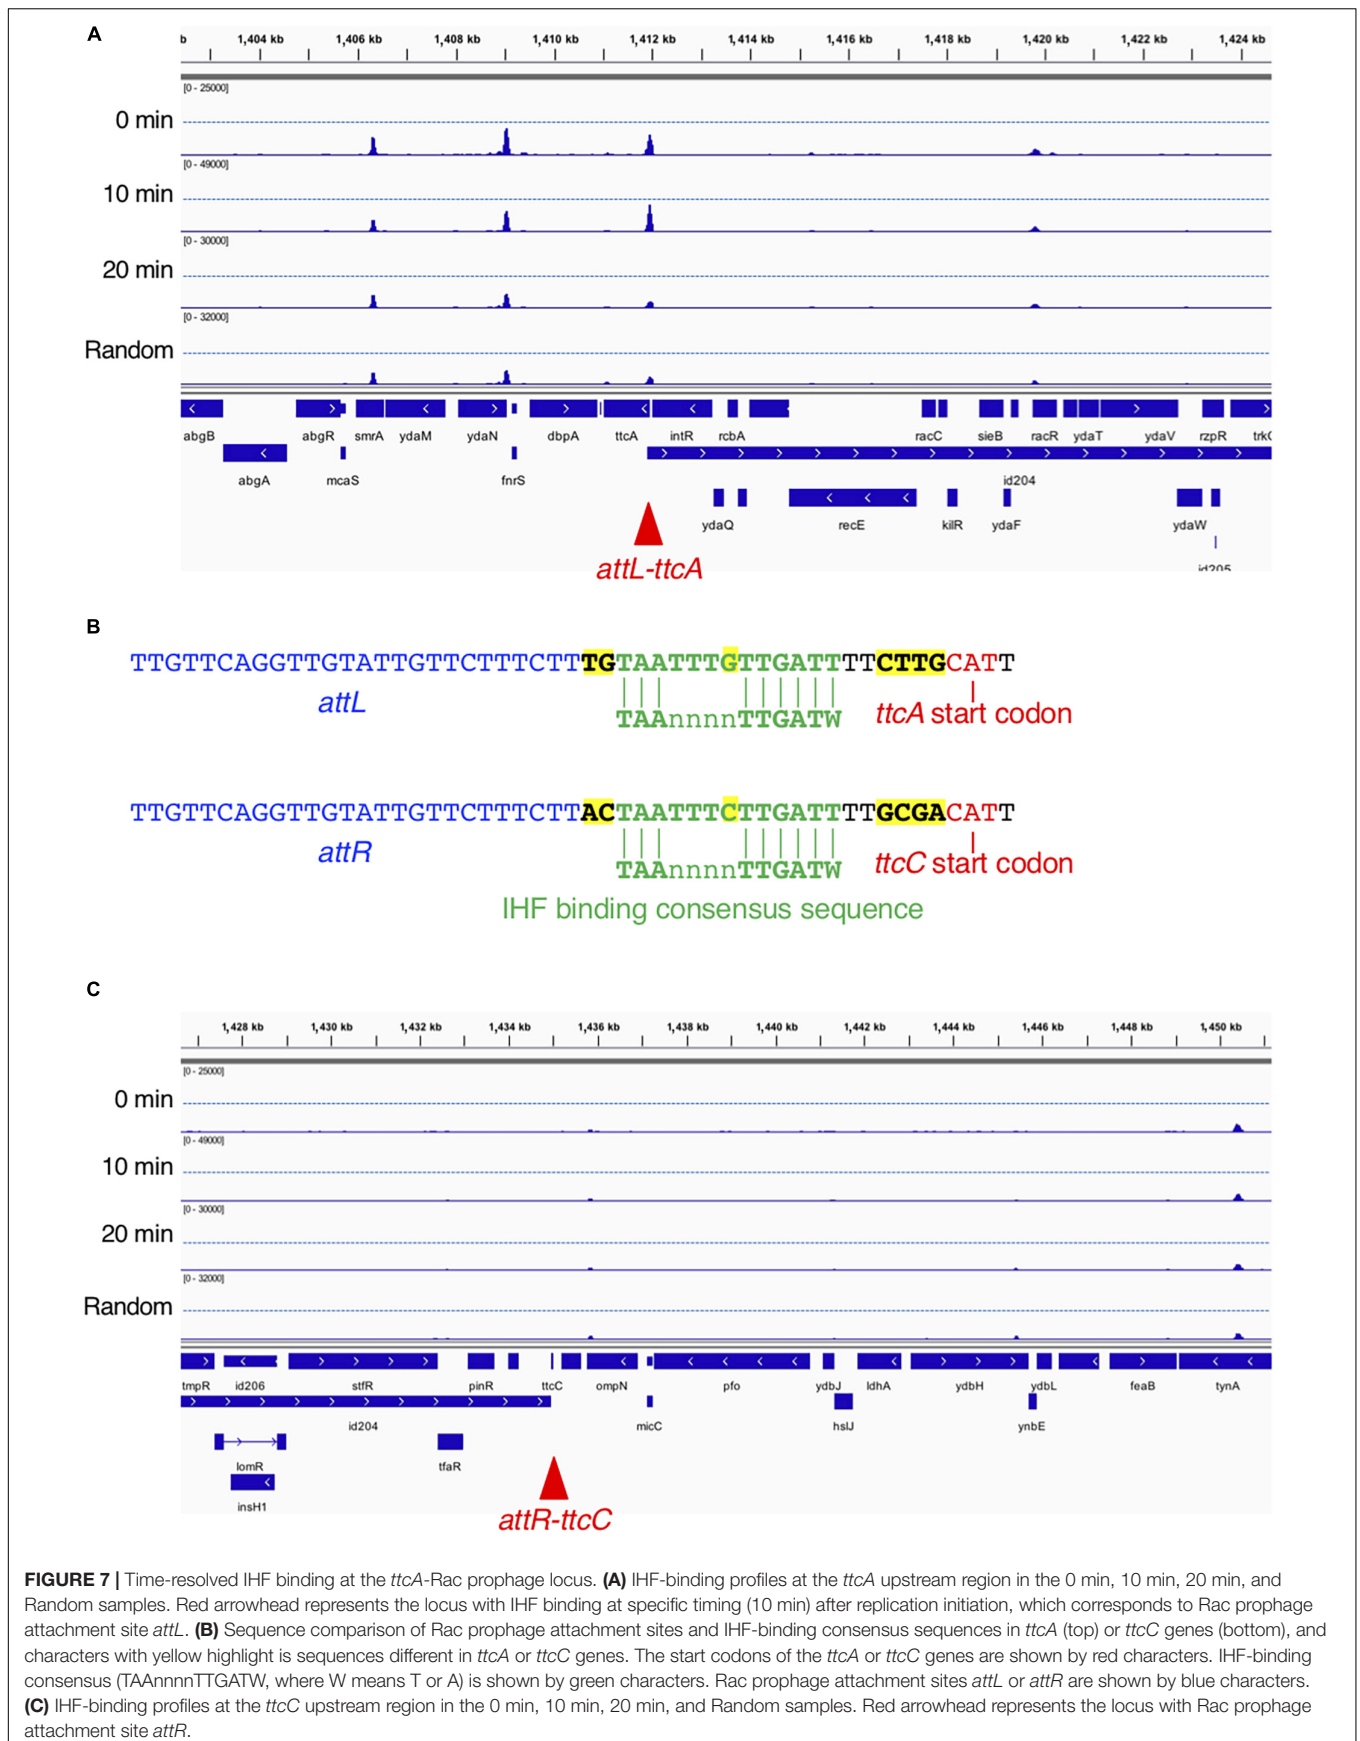 A
b 1,404 kb 1,406 kb 1,408 kb 1,410 kb 1,412 kb 1,414 kb 1,416 kb 1,418 kb 1,420 kb 1,422 kb 1,424 kb
[0 - 25000]
0 min
[0 - 49000]
10 min
[0 - 30000]
20 min
[0 - 32000]
Random
abgB abgR smrA ydaM ydaN dbpA ttcA intR rcbA racC sieB racR ydaT ydaV rzpR trkG
abgA mcaS fnrS id204
ydaQ recE kilR ydaF ydaW
attL-ttcA
id205
B
TTGTTCAGGTTGTATTGTTCTTTCTTTGTAATTTGTTGATTTTCTTGCATT
attL
TAAnnnnTTGATW
ttcA start codon
TTGTTCAGGTTGTATTGTTCTTTCTTACTAATTTCTTGATTTTGCGACATT
attR
TAAnnnnTTGATW
ttcC start codon
IHF binding consensus sequence
C
1,428 kb 1,430 kb 1,432 kb 1,434 kb 1,436 kb 1,438 kb 1,440 kb 1,442 kb 1,444 kb 1,446 kb 1,448 kb 1,450 kb
[0 - 25000]
0 min
[0 - 49000]
10 min
[0 - 30000]
20 min
[0 - 32000]
Random
tmpR id206 stfR pinR ttcC ompN pfo ydbJ ldhA ydbH ydbL feaB tynA
id204 micC hslJ ynbE
lomR tfaR
insH1
attR-ttcC
FIGURE 7 | Time-resolved IHF binding at the ttcA-Rac prophage locus. (A) IHF-binding profiles at the ttcA upstream region in the 0 min, 10 min, 20 min, and
Random samples. Red arrowhead represents the locus with IHF binding at specific timing (10 min) after replication initiation, which corresponds to Rac prophage
attachment site attL. (B) Sequence comparison of Rac prophage attachment sites and IHF-binding consensus sequences in ttcA (top) or ttcC genes (bottom), and
characters with yellow highlight is sequences different in ttcA or ttcC genes. The start codons of the ttcA or ttcC genes are shown by red characters. IHF-binding
consensus (TAAnnnnTTGATW, where W means T or A) is shown by green characters. Rac prophage attachment sites attL or attR are shown by blue characters.
(C) IHF-binding profiles at the ttcC upstream region in the 0 min, 10 min, 20 min, and Random samples. Red arrowhead represents the locus with Rac prophage
attachment site attR.